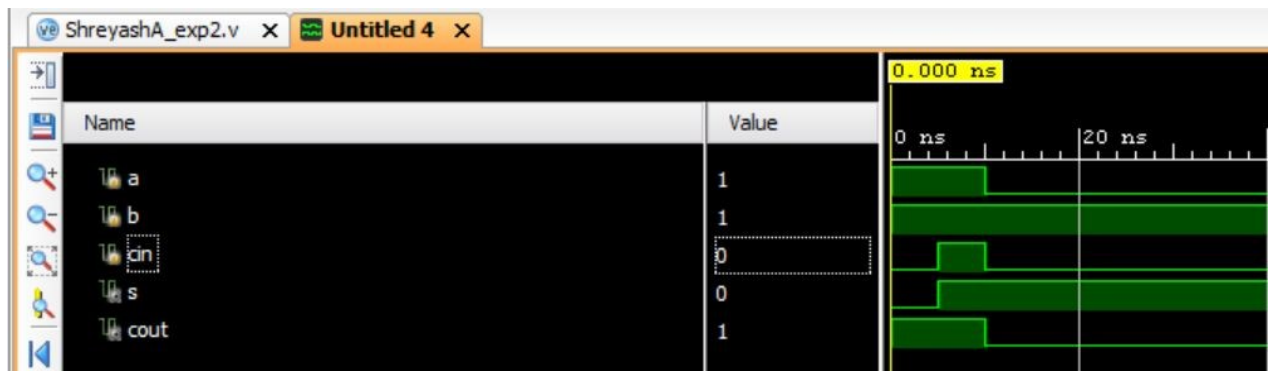 ShreyashA_exp2.v X Untitled 4 X
0.000 ns
Name Value
0 ns 20 ns
a 1
b 1
cin 0
s 0
cout 1